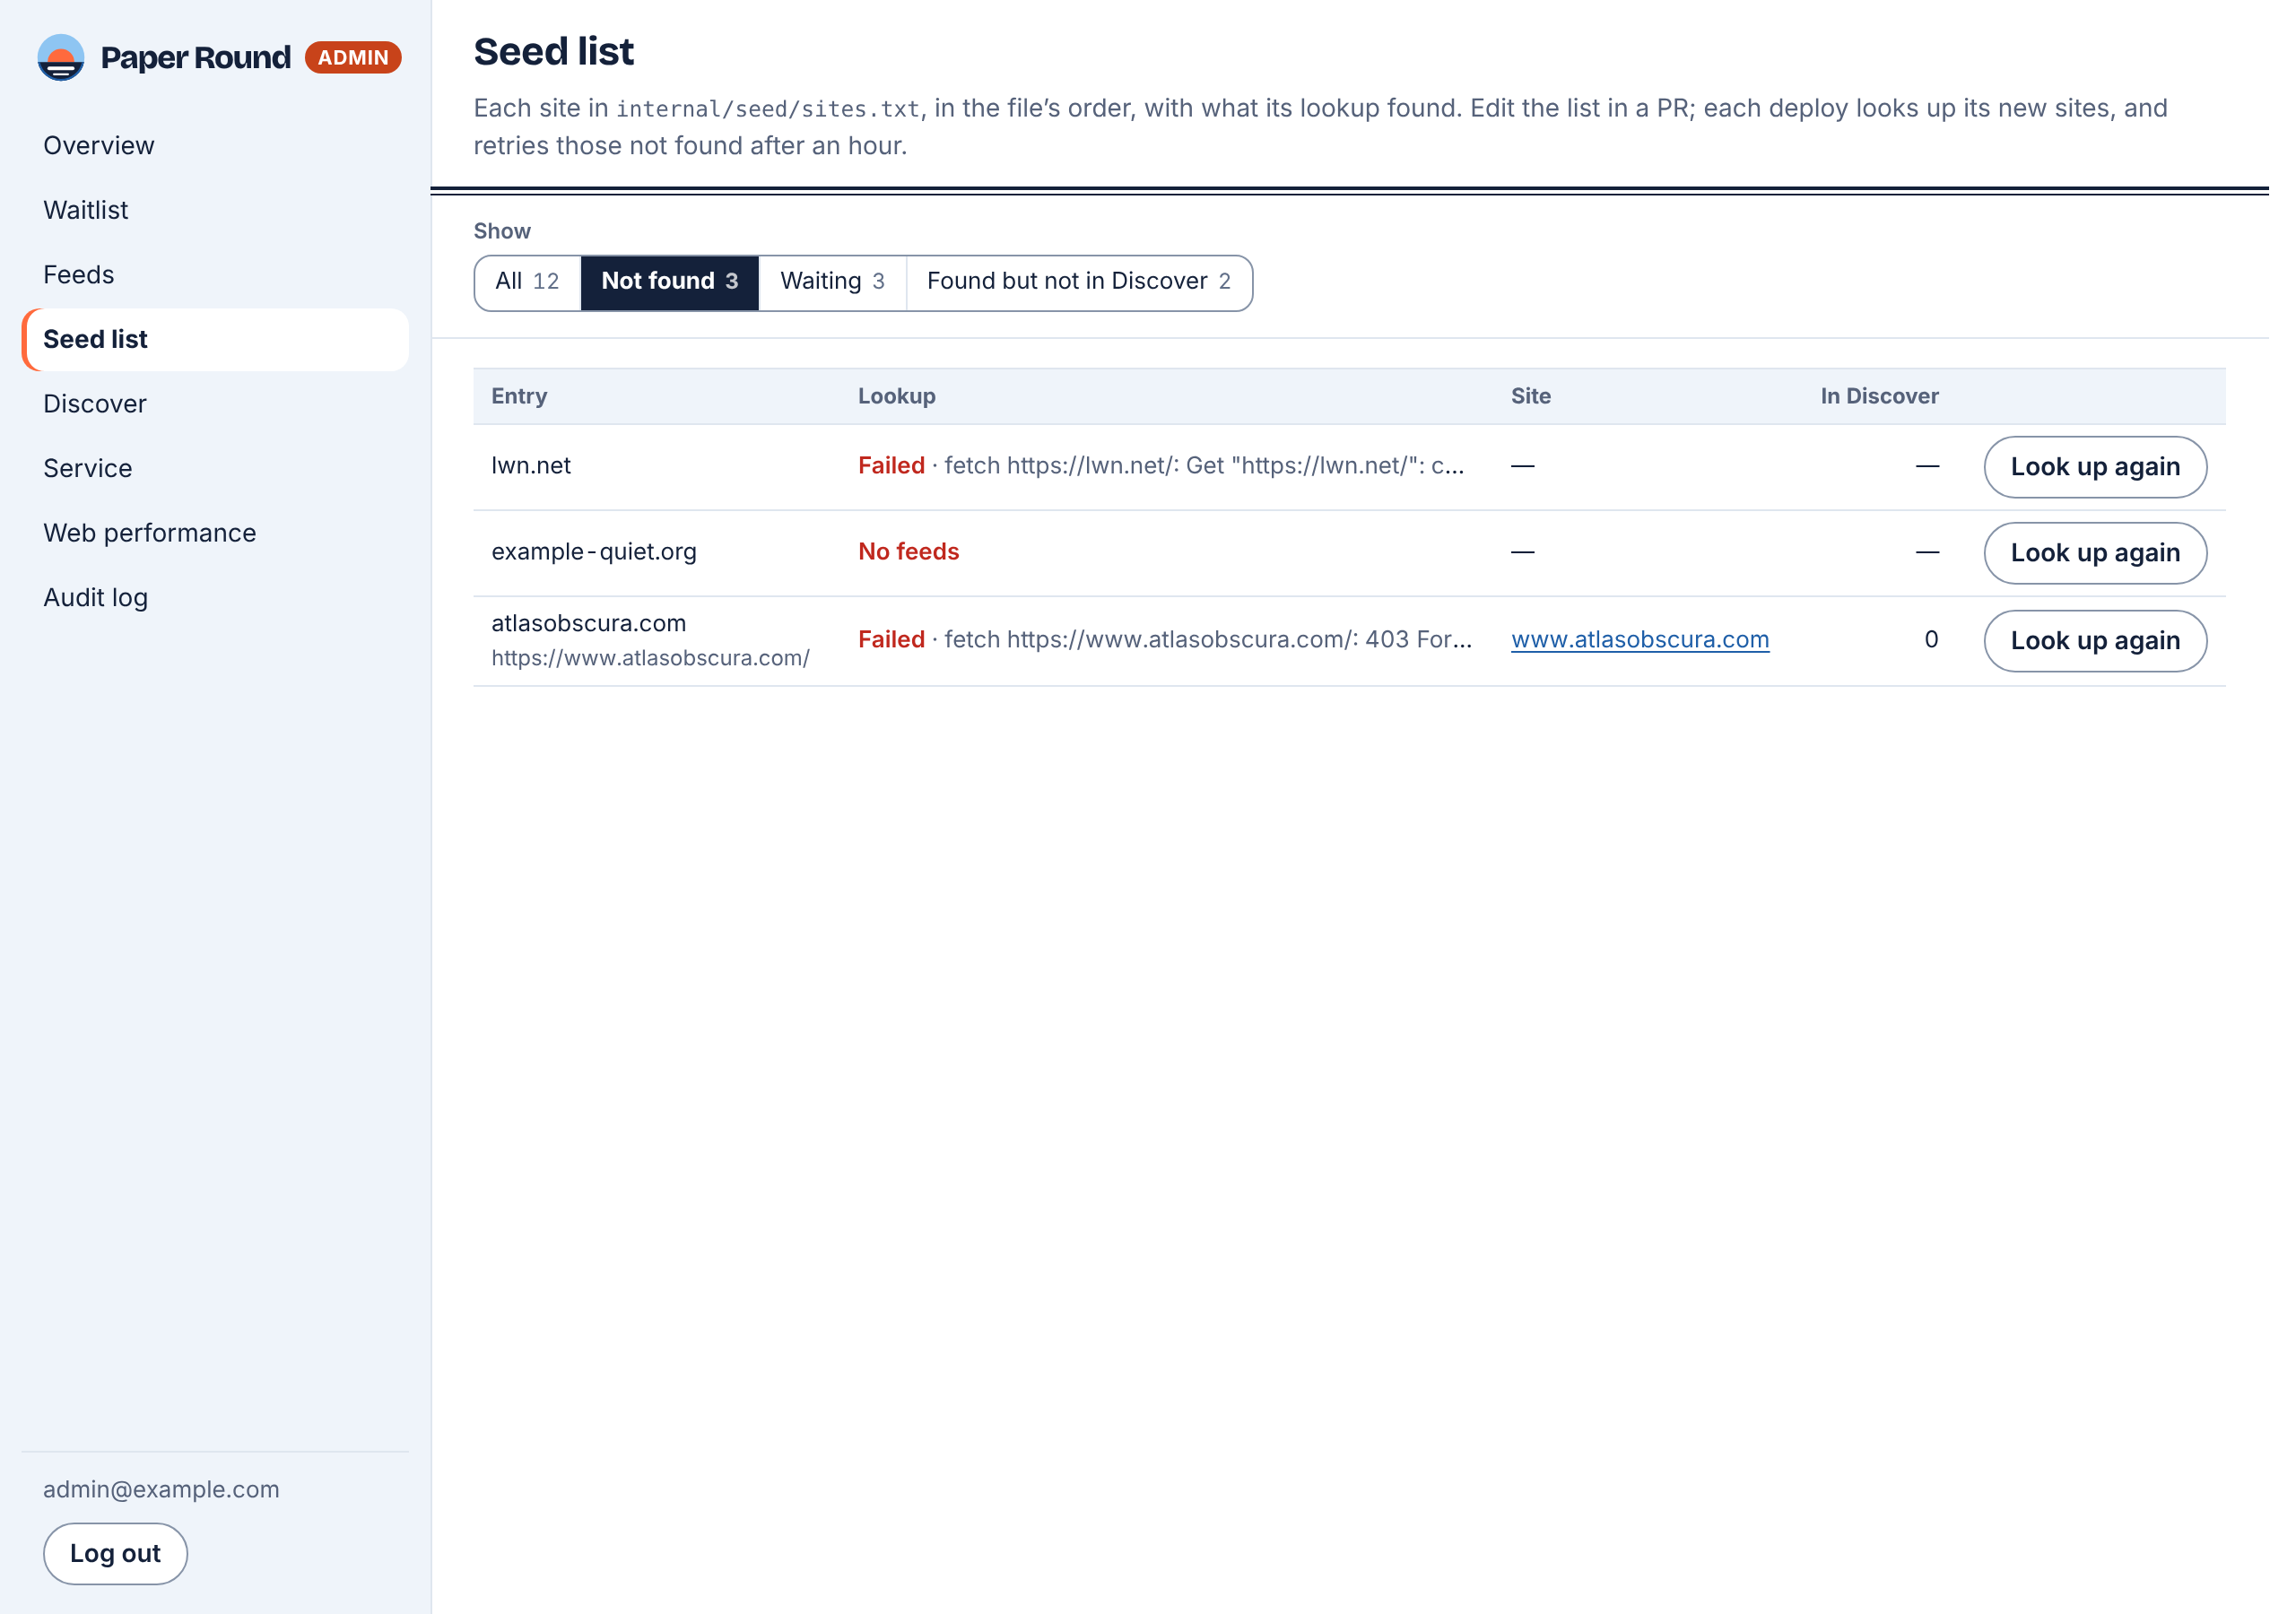 Paper Round ADMIN
Overview
Waitlist
Feeds
Seed list
Discover
Service
Web performance
Audit log
admin@example.com
Log out
Seed list
Each site in internal/seed/sites.txt, in the file’s order, with what its lookup found. Edit the list in a PR; each deploy looks up its new sites, and
retries those not found after an hour.
Show
All 12 Not found 3 Waiting 3 Found but not in Discover 2
Entry Lookup Site In Discover
lwn.net Failed · fetch https://lwn.net/: Get "https://lwn.net/": c... — — Look up again
example-quiet.org No feeds — — Look up again
atlasobscura.com
https://www.atlasobscura.com/ Failed · fetch https://www.atlasobscura.com/: 403 For... www.atlasobscura.com 0 Look up again